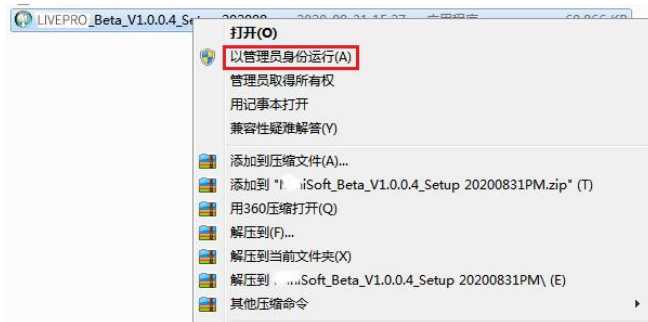 LIVEPRO_Beta_V1.0.0.4_Se
打开(O)
以管理员身份运行(A)
管理员取得所有权
用记事本打开
兼容性疑难解答(Y)
添加到压缩文件(A)...
添加到 "iSoft_Beta_V1.0.0.4_Setup 20200831PM.zip" (T)
用360压缩打开(Q)
解压到(F)...
解压到当前文件夹(X)
解压到 Soft_Beta_V1.0.0.4_Setup 20200831PM\ (E)
其他压缩命令